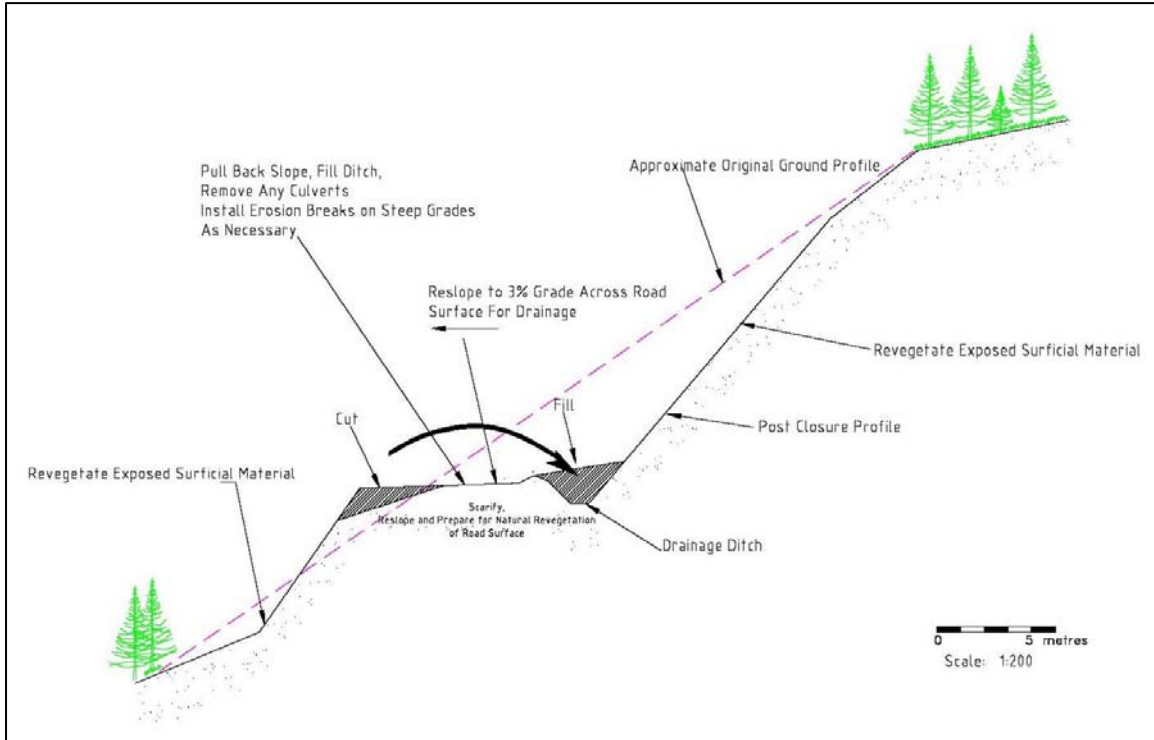 Pull Back Slope, Fill Ditch,
Remove Any Culverts
Install Erosion Breaks on Steep Grades
As Necessary
Approximate Original Ground Profile
Reslope to 3% Grade Across Road
Surface For Drainage
Revegetate Exposed Surficial Material
Cut
Fill
Post Closure Profile
Revegetate Exposed Surficial Material
Scarify,
Reslope and Prepare for Natural Revegetation
of Road Surface
Drainage Ditch
0 5 metres
Scale: 1:200